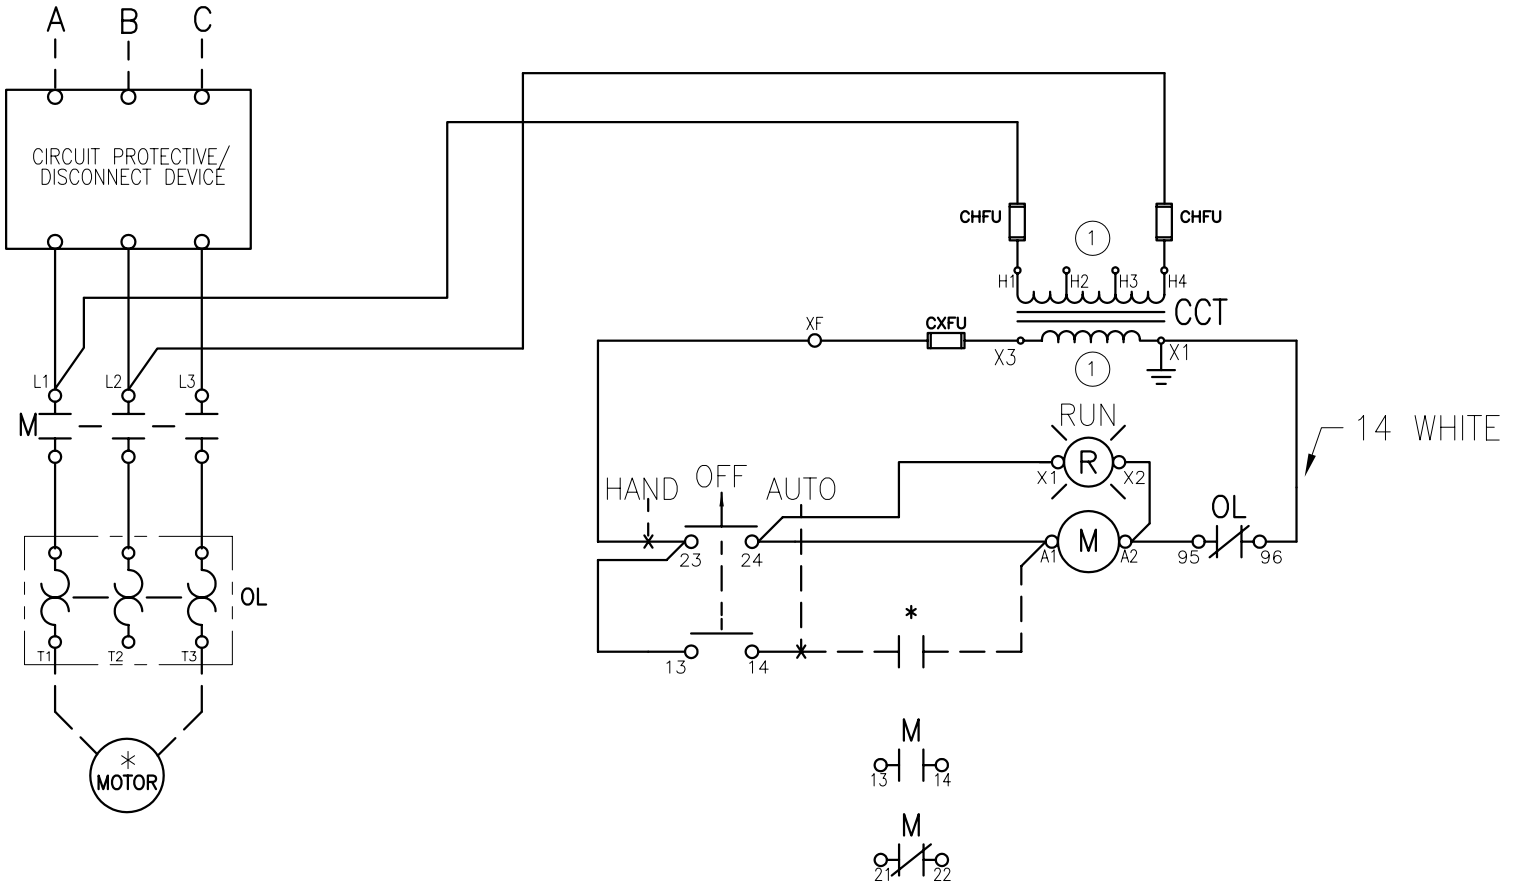 A B C
CIRCUIT PROTECTIVE/
DISCONNECT DEVICE
CHFU 1 CHFU
H1 H2 H3 H4
CCT
XF CXFU X3 X1
1
L1 L2 L3
M
RUN
14 WHITE
X1 R X2
HAND OFF AUTO
OL
23 24 A1 M A2 95 96
OL
*
T1 T2 T3
13 14
*
MOTOR
M
13 14
M
21 22